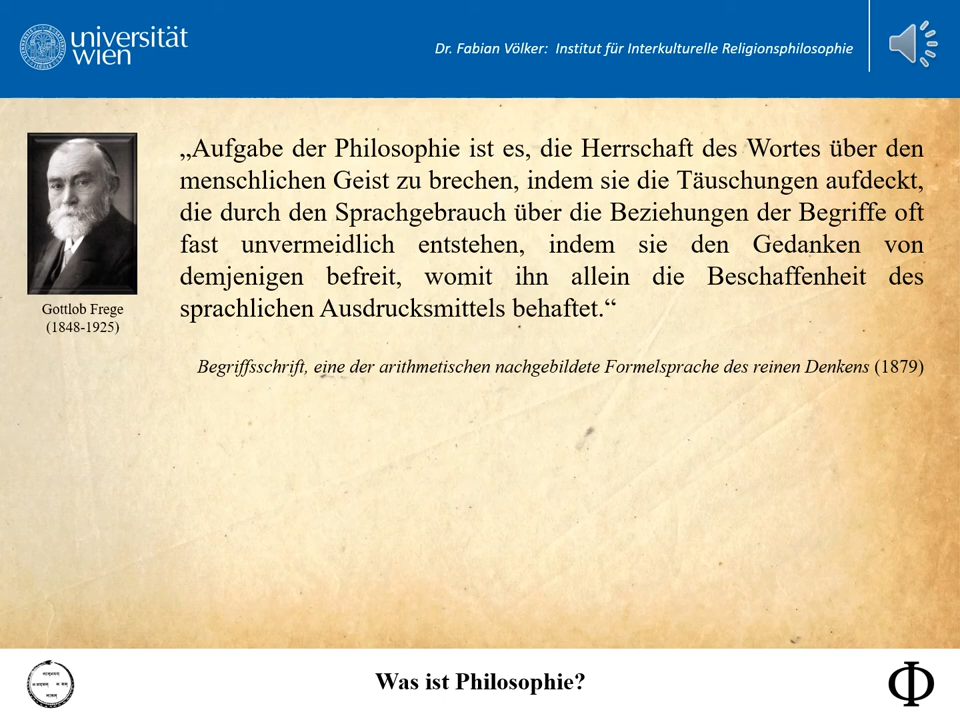 universität
wien
Dr. Fabian Völker: Institut für Interkulturelle Religionsphilosophie
„Aufgabe der Philosophie ist es, die Herrschaft des Wortes über den
menschlichen Geist zu brechen, indem sie die Täuschungen aufdeckt,
die durch den Sprachgebrauch über die Beziehungen der Begriffe oft
fast unvermeidlich entstehen, indem sie den Gedanken von
demjenigen befreit, womit ihn allein die Beschaffenheit des
sprachlichen Ausdrucksmittels behaftet.“
Gottlob Frege
(1848-1925)
Begriffsschrift, eine der arithmetischen nachgebildete Formelsprache des reinen Denkens (1879)
Was ist Philosophie?
Φ